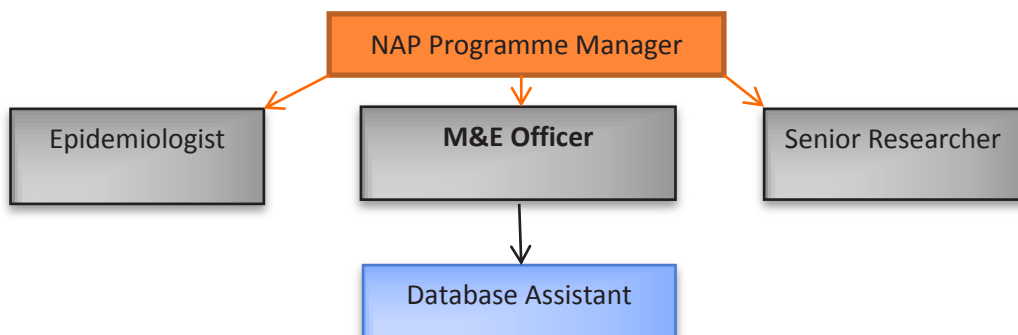 NAP Programme Manager
Epidemiologist
M&E Officer
Senior Researcher
Database Assistant